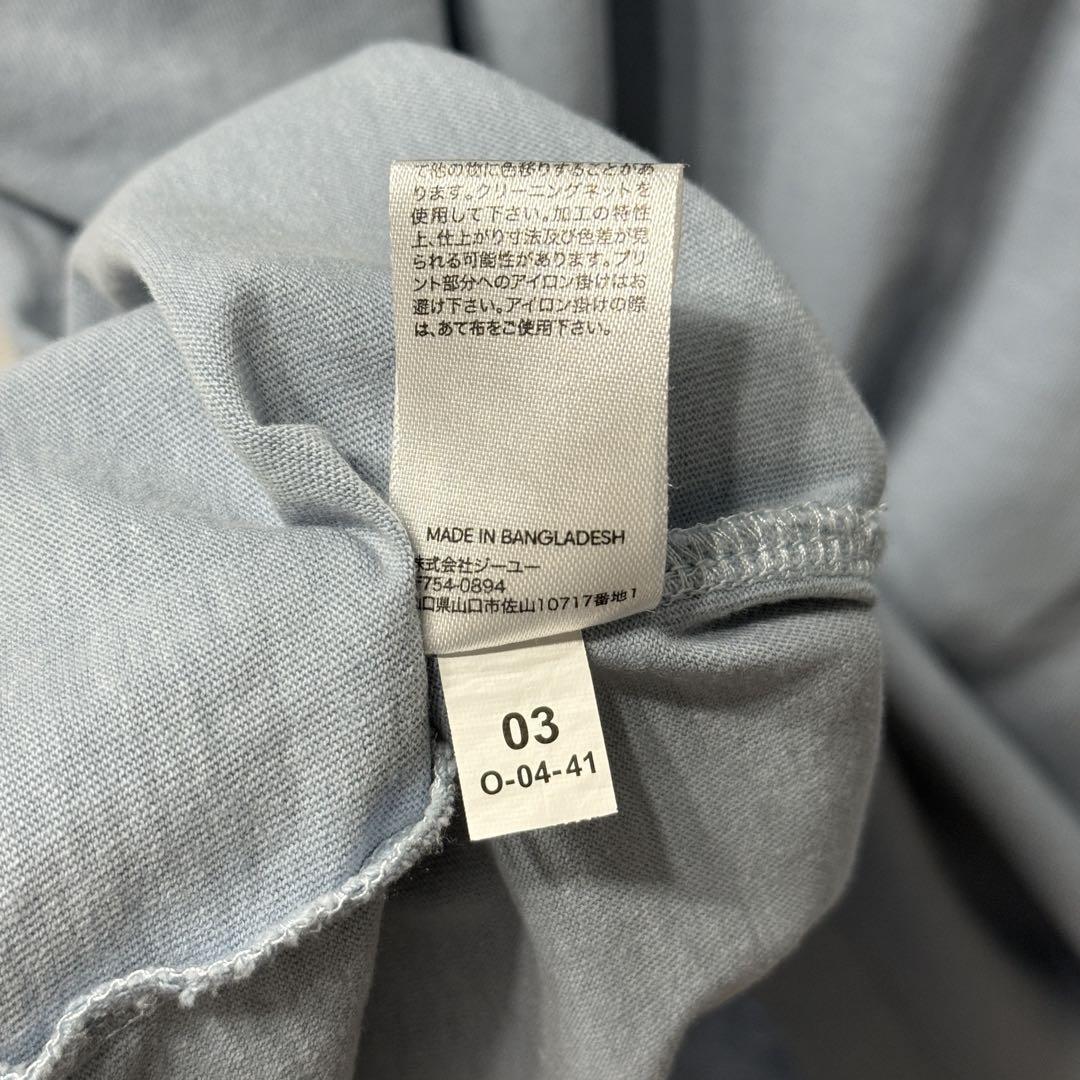 て他の物に色移りすることがあ
ります。クリーニングネットを
使用して下さい。加工の特性
上、仕上がり寸法及び色差が見
られる可能性があります。プリ
ント部分へのアイロン掛けはお
避け下さい。アイロン掛けの際
は、あて布をご使用下さい。
MADE IN BANGLADESH
株式会社ジーユー
〒754-0894
山口県山口市佐山10717番地1
03
O-04-41